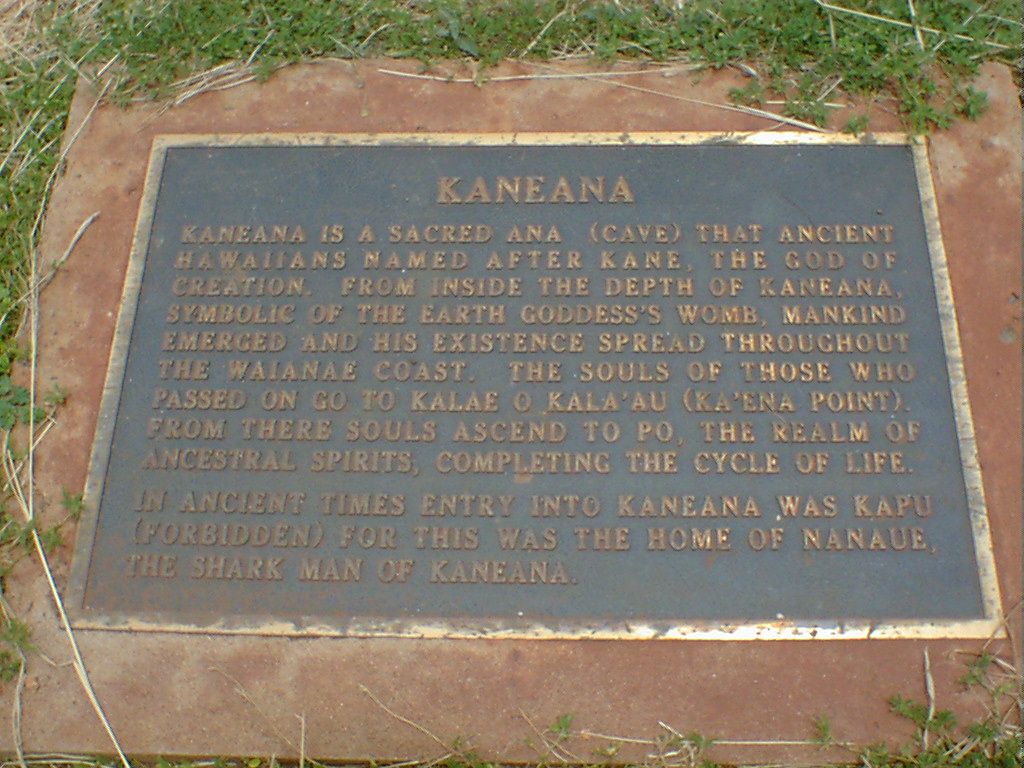 KANEANA
KANEANA IS A SACRED ANA (CAVE) THAT ANCIENT
HAWAIIANS NAMED AFTER KANE, THE GOD OF
CREATION. FROM INSIDE THE DEPTH OF KANEANA,
SYMBOLIC OF THE EARTH GODDESS'S WOMB, MANKIND
EMERGED AND HIS EXISTENCE SPREAD THROUGHOUT
THE WAIANAE COAST. THE SOULS OF THOSE WHO
PASSED ON GO TO KALAE O KALA'AU (KA'ENA POINT).
FROM THERE SOULS ASCEND TO PO, THE REALM OF
ANCESTRAL SPIRITS, COMPLETING THE CYCLE OF LIFE.
IN ANCIENT TIMES ENTRY INTO KANEANA WAS KAPU
(FORBIDDEN) FOR THIS WAS THE HOME OF NANAUE,
THE SHARK MAN OF KANEANA.